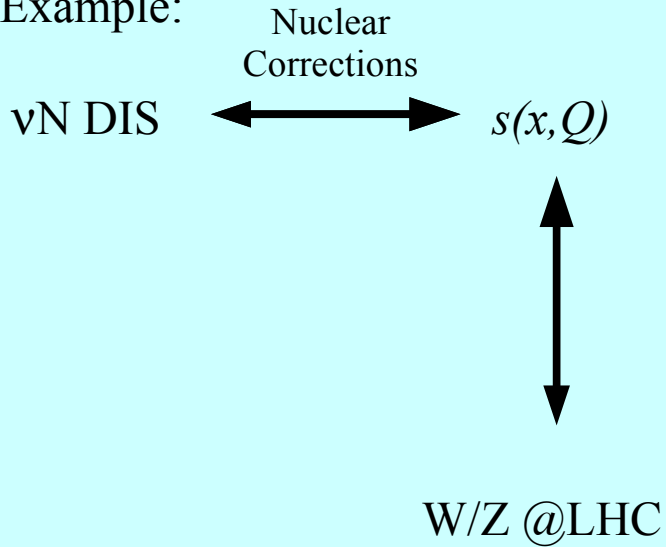 Example:
Nuclear
Corrections
νN DIS
s(x,Q)
W/Z @LHC